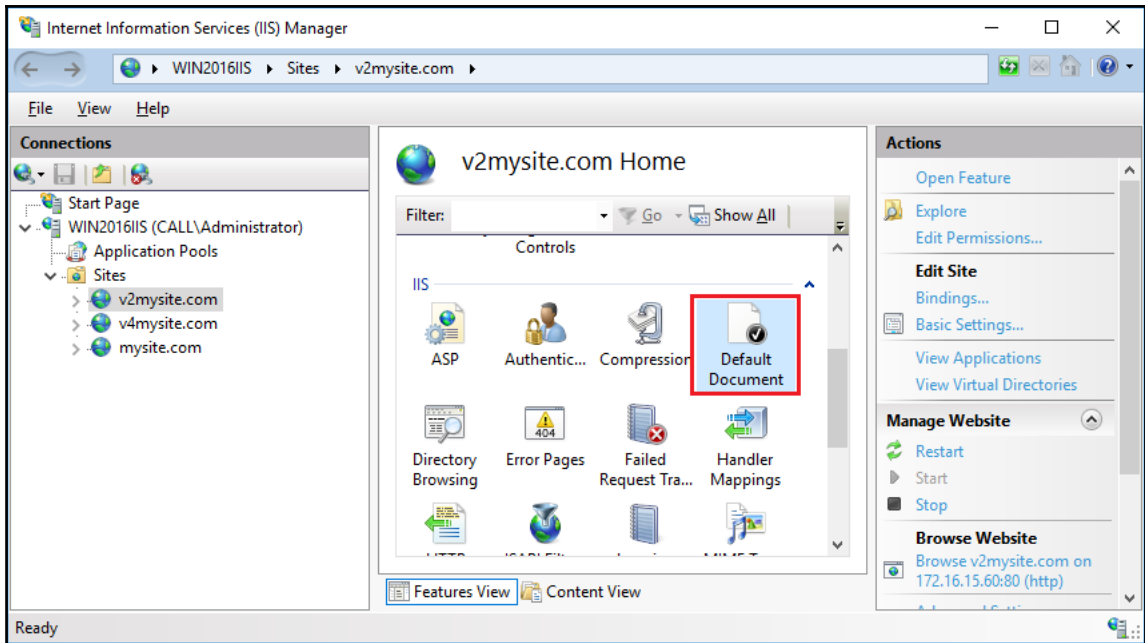 Internet Information Services (IIS) Manager
WIN2016IIS
Sites
v2mysite.com
File View Help
Connections
Start Page
WIN2016IIS (CALL\Administrator)
Application Pools
Sites
v2mysite.com
v4mysite.com
mysite.com
v2mysite.com Home
Filter:
Go
Show All
Controls
IIS
ASP
Authentic...
Compression
Default
Document
404
Directory
Browsing
Error Pages
Failed
Request Tra...
Handler
Mappings
Features View
Content View
Actions
Open Feature
Explore
Edit Permissions...
Edit Site
Bindings...
Basic Settings...
View Applications
View Virtual Directories
Manage Website
Restart
Start
Stop
Browse Website
Browse v2mysite.com on
172.16.15.60:80 (http)
Ready